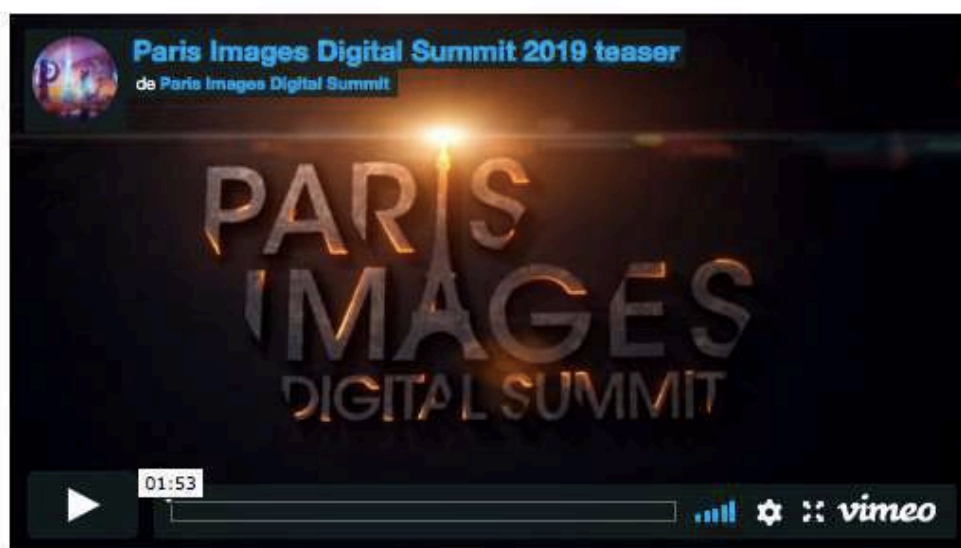 Paris Images Digital Summit 2019 teaser
de Paris Images Digital Summit
PARIS
IMAGES
DIGITAL SUMMIT
01:53
vimeo